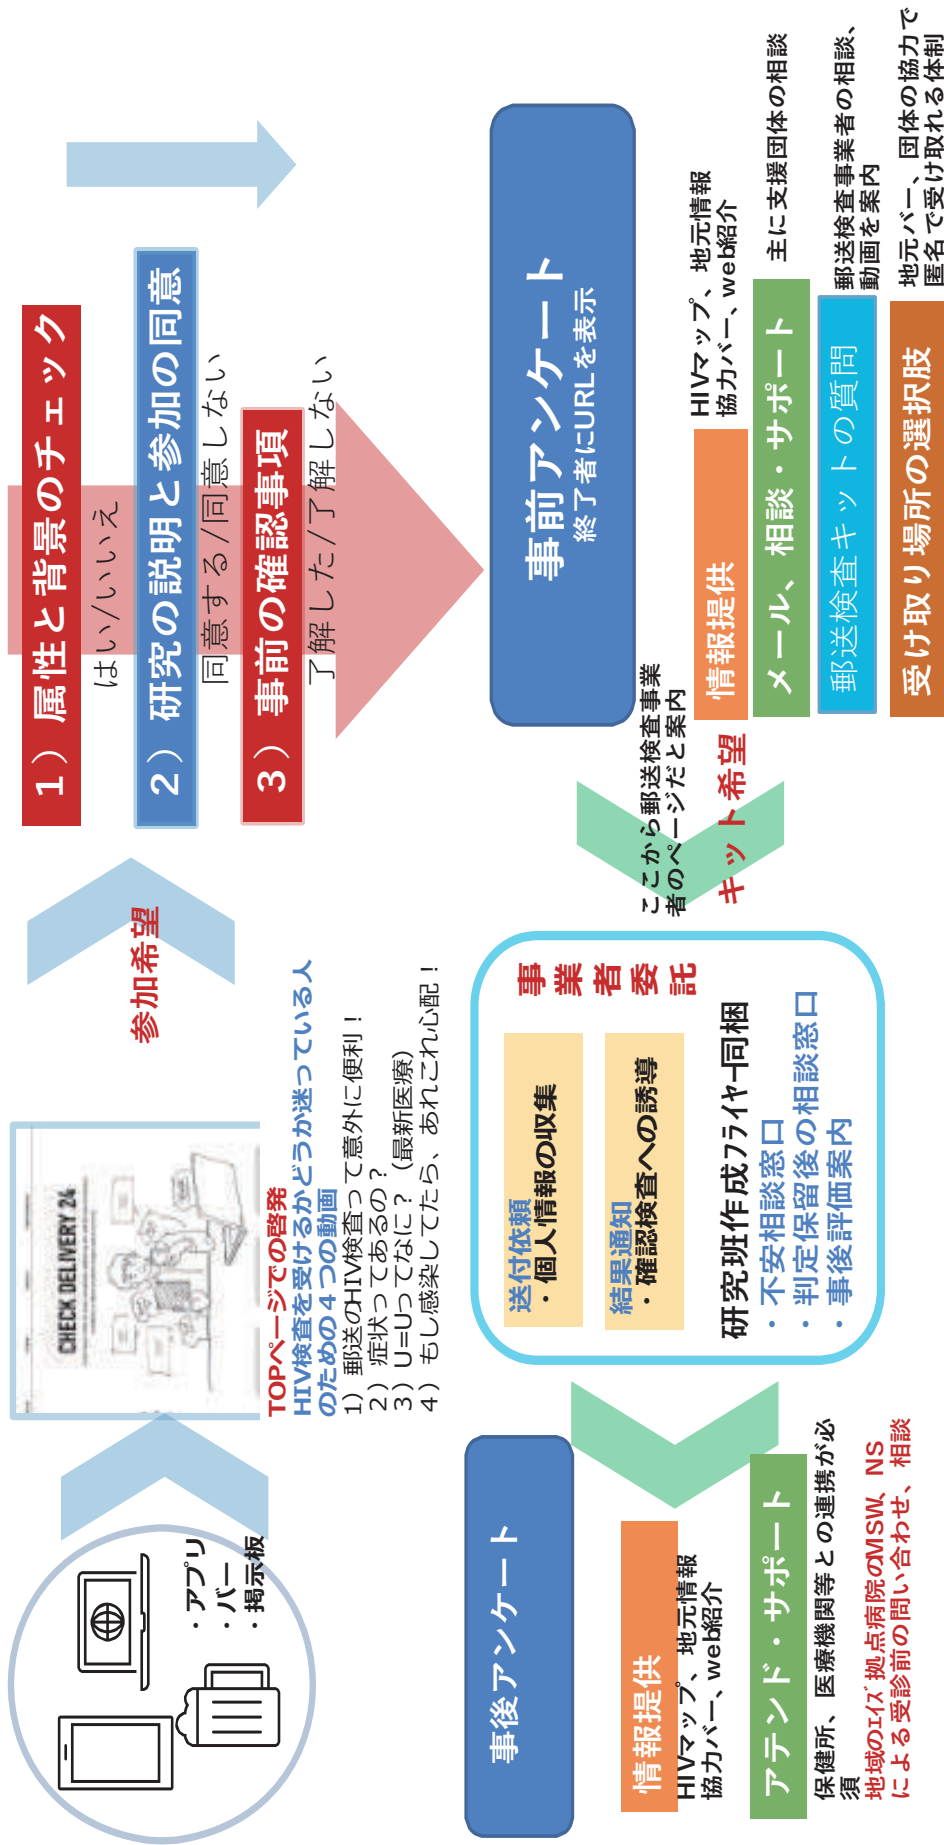 ・アプリ
・バー
・掲示板
CHECK DELIVERY 24
TOPページでの啓発
HIV検査を受けるかどうか迷っている人
のための４つの動画
1） 郵送のHIV検査って意外に便利！
2） 症状ってあるの？
3） U=Uってなに？（最新医療）
4） もし感染してたら、あれこれ心配！
参加希望
１）属性と背景のチェック
はい/いいえ
２）研究の説明と参加の同意
同意する/同意しない
３）事前の確認事項
了解した/了解しない
事前アンケート
終了者にURLを表示
情報提供
HIVマップ、地元情報
協力バー、web紹介
メール、相談・サポート
主に支援団体の相談
郵送検査キットの質問
郵送検査事業者の相談、
動画を案内
受け取り場所の選択肢
地元バー、団体の協力で
匿名で受け取れる体制
ここから郵送検査事業
者のページだと案内
キット希望
事業者委託
送付依頼
・個人情報の収集
結果通知
・確認検査への誘導
研究班作成フライヤー同梱
・不安相談窓口
・判定保留後の相談窓口
・事後評価案内
事後アンケート
情報提供
HIVマップ、地元情報
協力バー、web紹介
アテンド・サポート
保健所、医療機関等との連携が必
須
地域のエイズ拠点病院のMSW、NS
による受診前の問い合わせ、相談